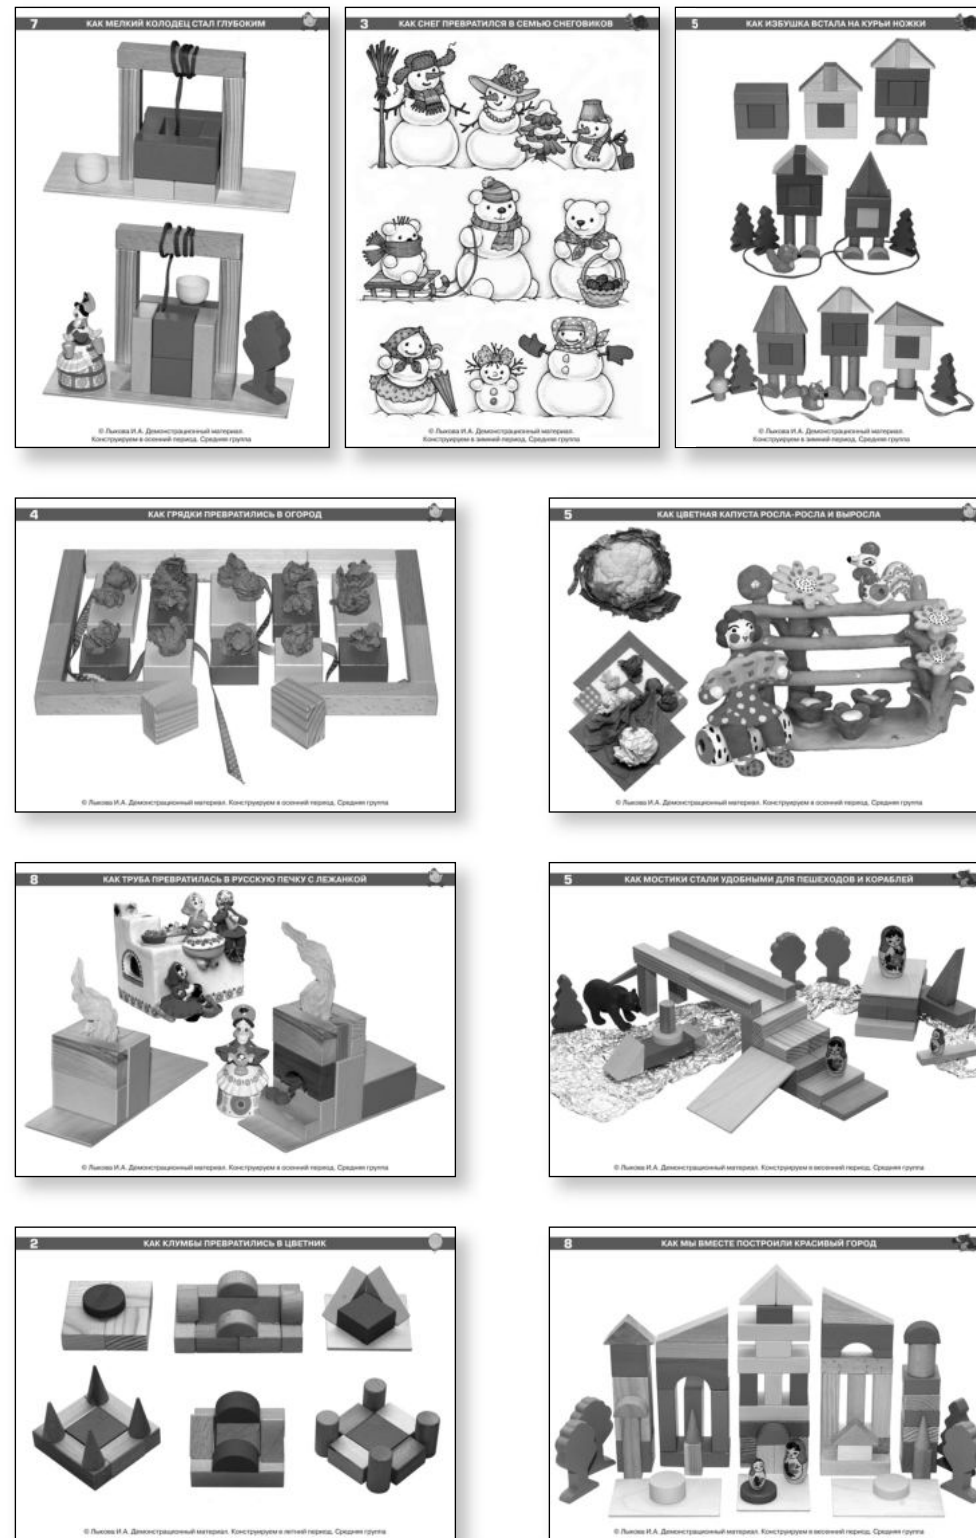 7 КАК МЕЛКИЙ КОЛОДЕЦ СТАЛ ГЛУБОКИМ
© Лыкова И.А. Демонстрационный материал.
Конструируем в осенний период. Средняя группа
3 КАК СНЕГ ПРЕВРАТИЛСЯ В СЕМЬЮ СНЕГОВИКОВ
© Лыкова И.А. Демонстрационный материал.
Конструируем в зимний период. Средняя группа
5 КАК ИЗБУШКА ВСТАЛА НА КУРЬИ НОЖКИ
© Лыкова И.А. Демонстрационный материал.
Конструируем в зимний период. Средняя группа
4 КАК ГРЯДКИ ПРЕВРАТИЛИСЬ В ОГОРОД
© Лыкова И.А. Демонстрационный материал. Конструируем в осенний период. Средняя группа
5 КАК ЦВЕТНАЯ КАПУСТА РОСЛА-РОСЛА И ВЫРОСЛА
© Лыкова И.А. Демонстрационный материал. Конструируем в осенний период. Средняя группа
8 КАК ТРУБА ПРЕВРАТИЛАСЬ В РУССКУЮ ПЕЧКУ С ЛЕЖАНКОЙ
© Лыкова И.А. Демонстрационный материал. Конструируем в осенний период. Средняя группа
5 КАК МОСТИКИ СТАЛИ УДОБНЫМИ ДЛЯ ПЕШЕХОДОВ И КОРАБЛЕЙ
© Лыкова И.А. Демонстрационный материал. Конструируем в весенний период. Средняя группа
2 КАК КЛУМБЫ ПРЕВРАТИЛИСЬ В ЦВЕТНИК
© Лыкова И.А. Демонстрационный материал. Конструируем в летний период. Средняя группа
8 КАК МЫ ВМЕСТЕ ПОСТРОИЛИ КРАСИВЫЙ ГОРОД
© Лыкова И.А. Демонстрационный материал. Конструируем в весенний период. Средняя группа